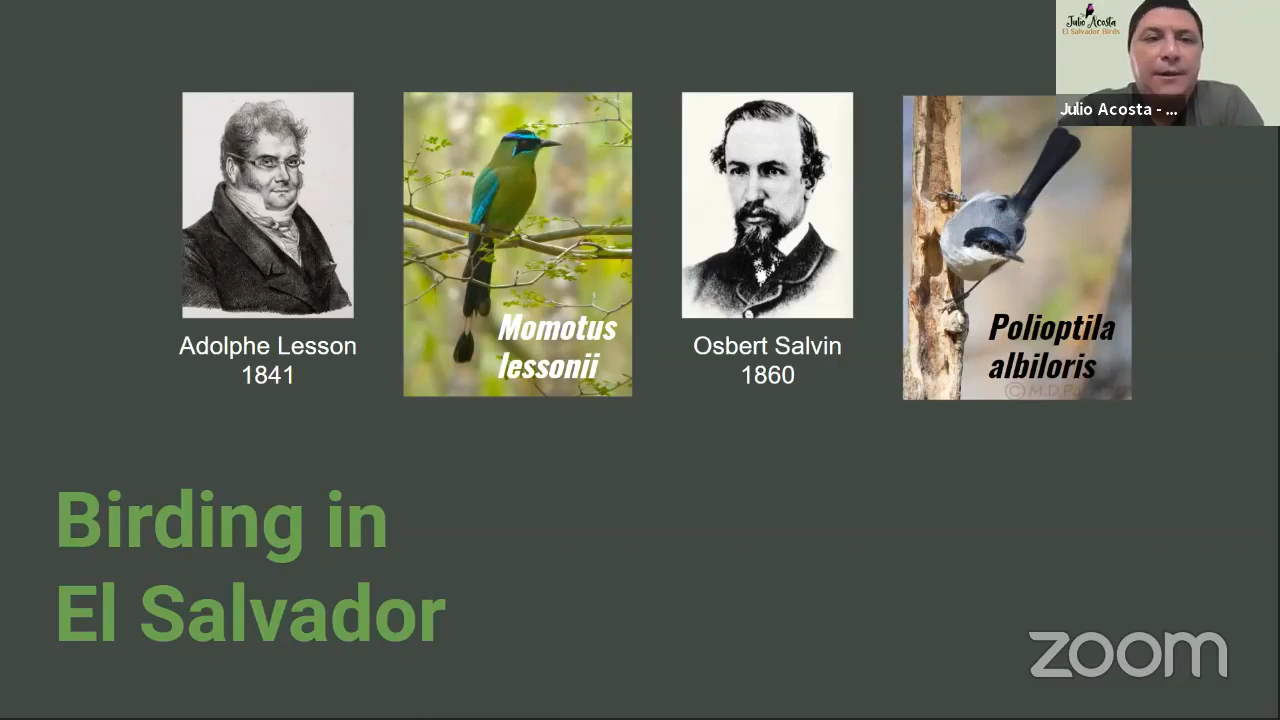 Julio Acosta
El Salvador Birds
Julio Acosta - ...
Adolphe Lesson
1841
Momotus
lessonii
Osbert Salvin
1860
Polioptila
albiloris
Birding in
El Salvador
zoom